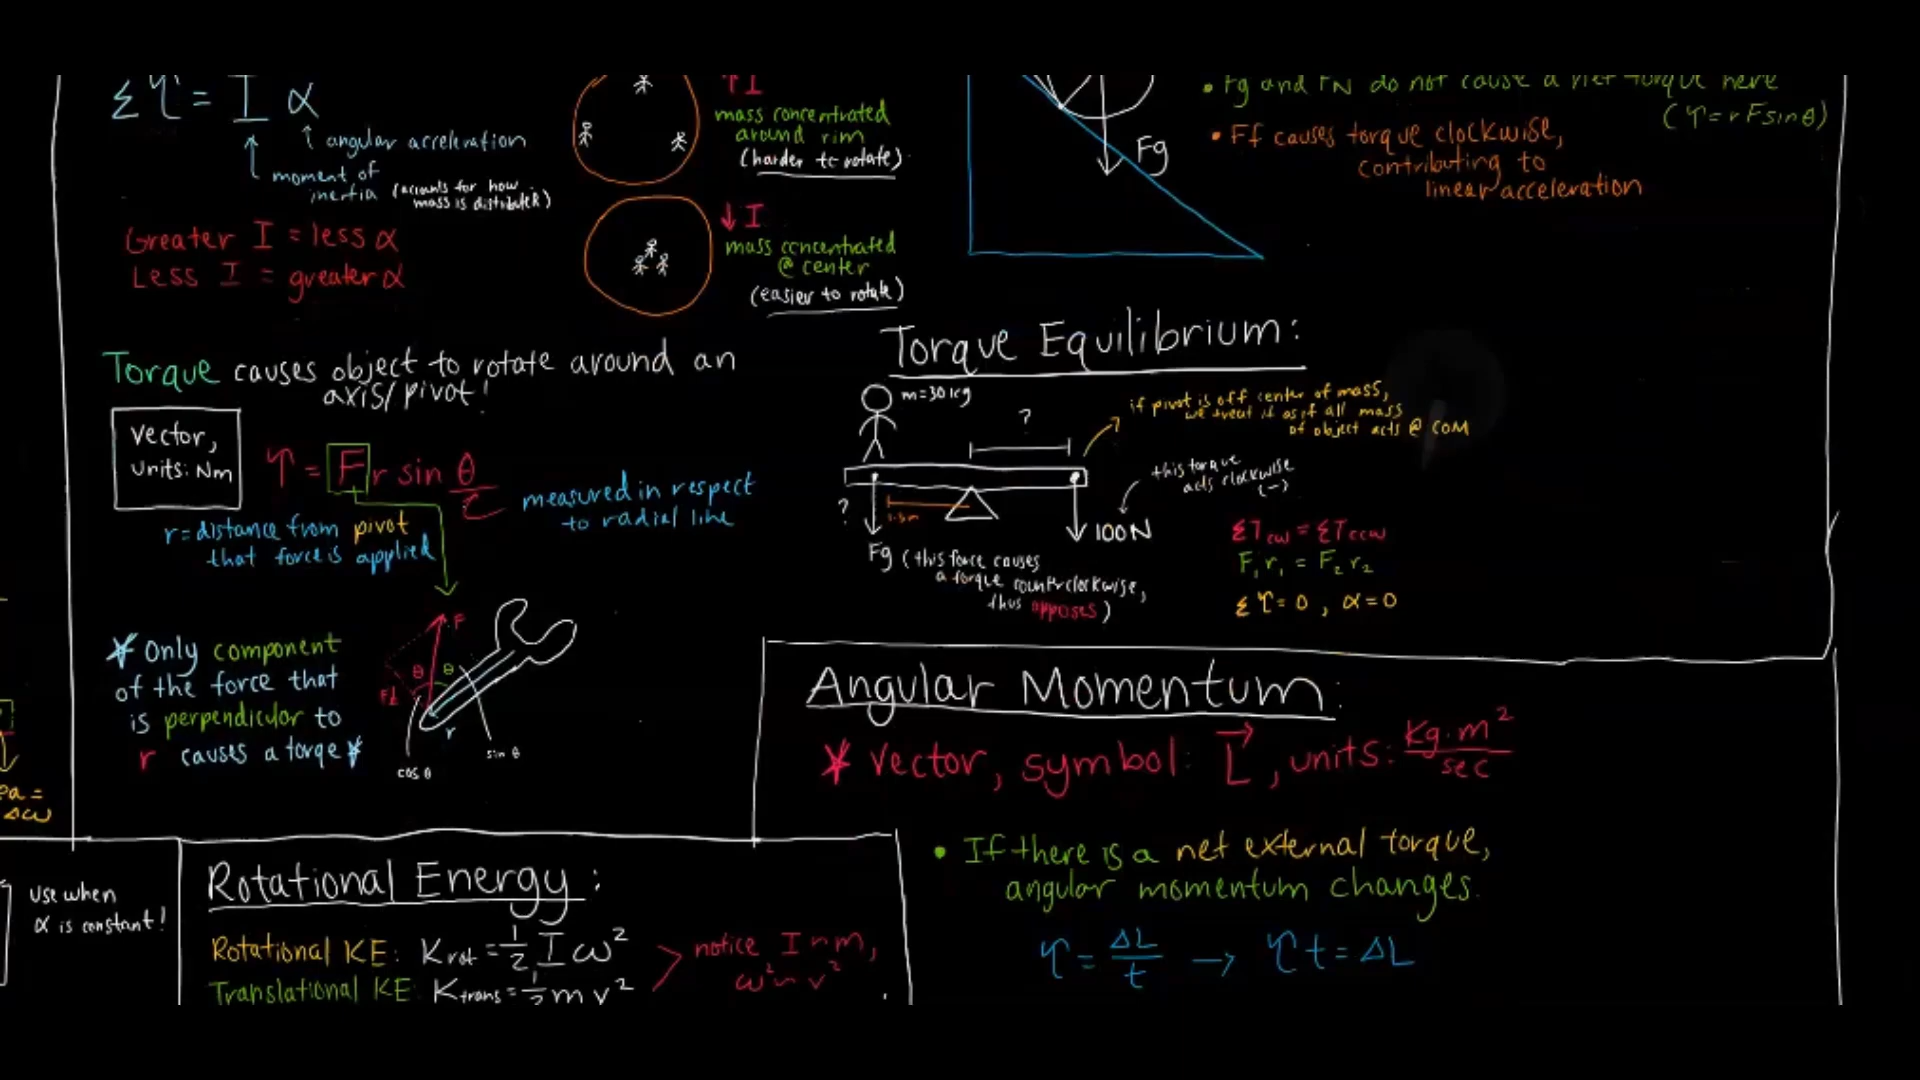 Στ = I α
angular acceleration
moment of
inertia (accounts for how
mass is distributed)
Greater I = less α
Less I = greater α
↑ I
mass concentrated
around rim
(harder to rotate)
↓ I
mass concentrated
@ center
(easier to rotate)
• Fg and FN do not cause a net torque here
(τ=rFsinθ)
Fg
• Ff causes torque clockwise,
contributing to
linear acceleration
Torque causes object to rotate around an
axis/pivot!
vector,
units: Nm
τ = F r sin θ
measured in respect
to radial line
r=distance from pivot
that force is applied
* Only component
of the force that
is perpendicular to
r causes a torqe *
F
θ θ
F⊥
r
sin θ
cos θ
Torque Equilibrium:
m=30kg
?
if pivot is off center of mass,
we treat it as if all mass
of object acts @ COM
this torque
acts clockwise
(-)
?
100N
Fg (this force causes
a torque counterclockwise,
thus opposes)
ΣTcw = ΣTccw
F₁r₁ = F₂r₂
Στ=0, α=0
Angular Momentum:
* vector, symbol: L, units: kg·m²/sec
• If there is a net external torque,
angular momentum changes.
τ = ΔL/t → τt = ΔL
ea =
Δω
use when
α is constant!
Rotational Energy:
Rotational KE: Krot = 1/2 I ω²
Translational KE: Ktrans = 1/2 m v²
notice I ~ m,
ω² ~ v²